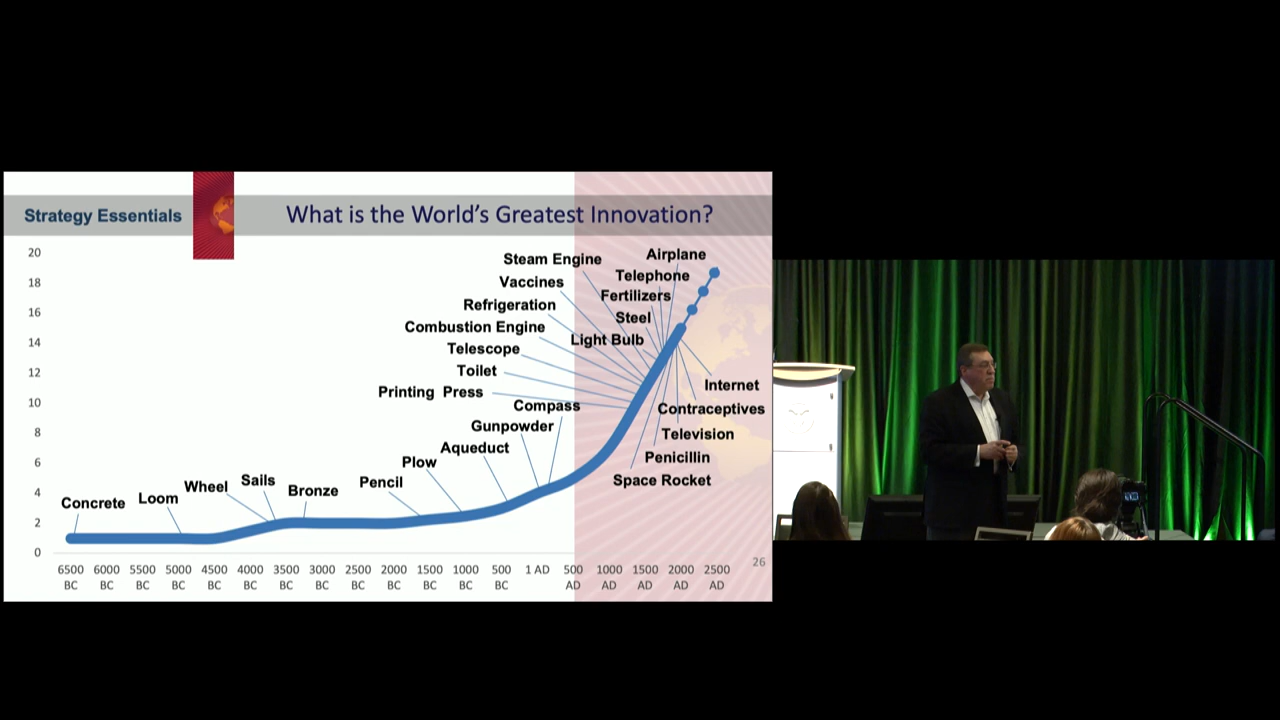 Strategy Essentials
What is the World's Greatest Innovation?
20
18
16
14
12
10
8
6
4
2
0
Steam Engine
Airplane
Vaccines
Telephone
Refrigeration
Fertilizers
Combustion Engine
Steel
Telescope
Light Bulb
Toilet
Printing Press
Internet
Compass
Contraceptives
Gunpowder
Television
Aqueduct
Penicillin
Plow
Space Rocket
Pencil
Sails
Wheel
Bronze
Loom
Concrete
6500 BC
6000 BC
5500 BC
5000 BC
4500 BC
4000 BC
3500 BC
3000 BC
2500 BC
2000 BC
1500 BC
1000 BC
500 BC
1 AD
500 AD
1000 AD
1500 AD
2000 AD
2500 AD
26